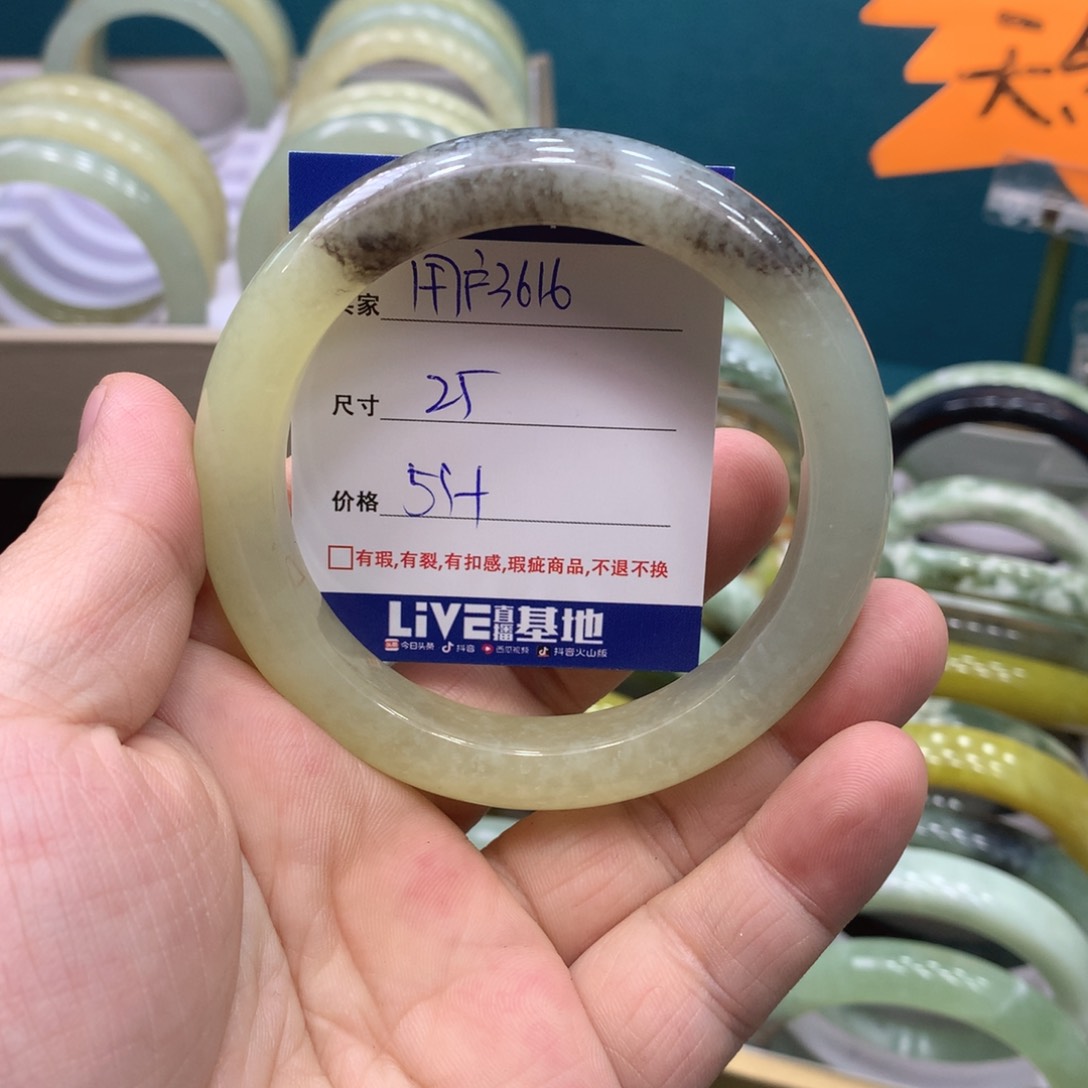 天
买家 用户3616
尺寸 25
价格
有瑕,有裂,有扣感,瑕疵商品,不退不换
LiVE直播基地
今日头条 抖音 西瓜视频 抖音火山版